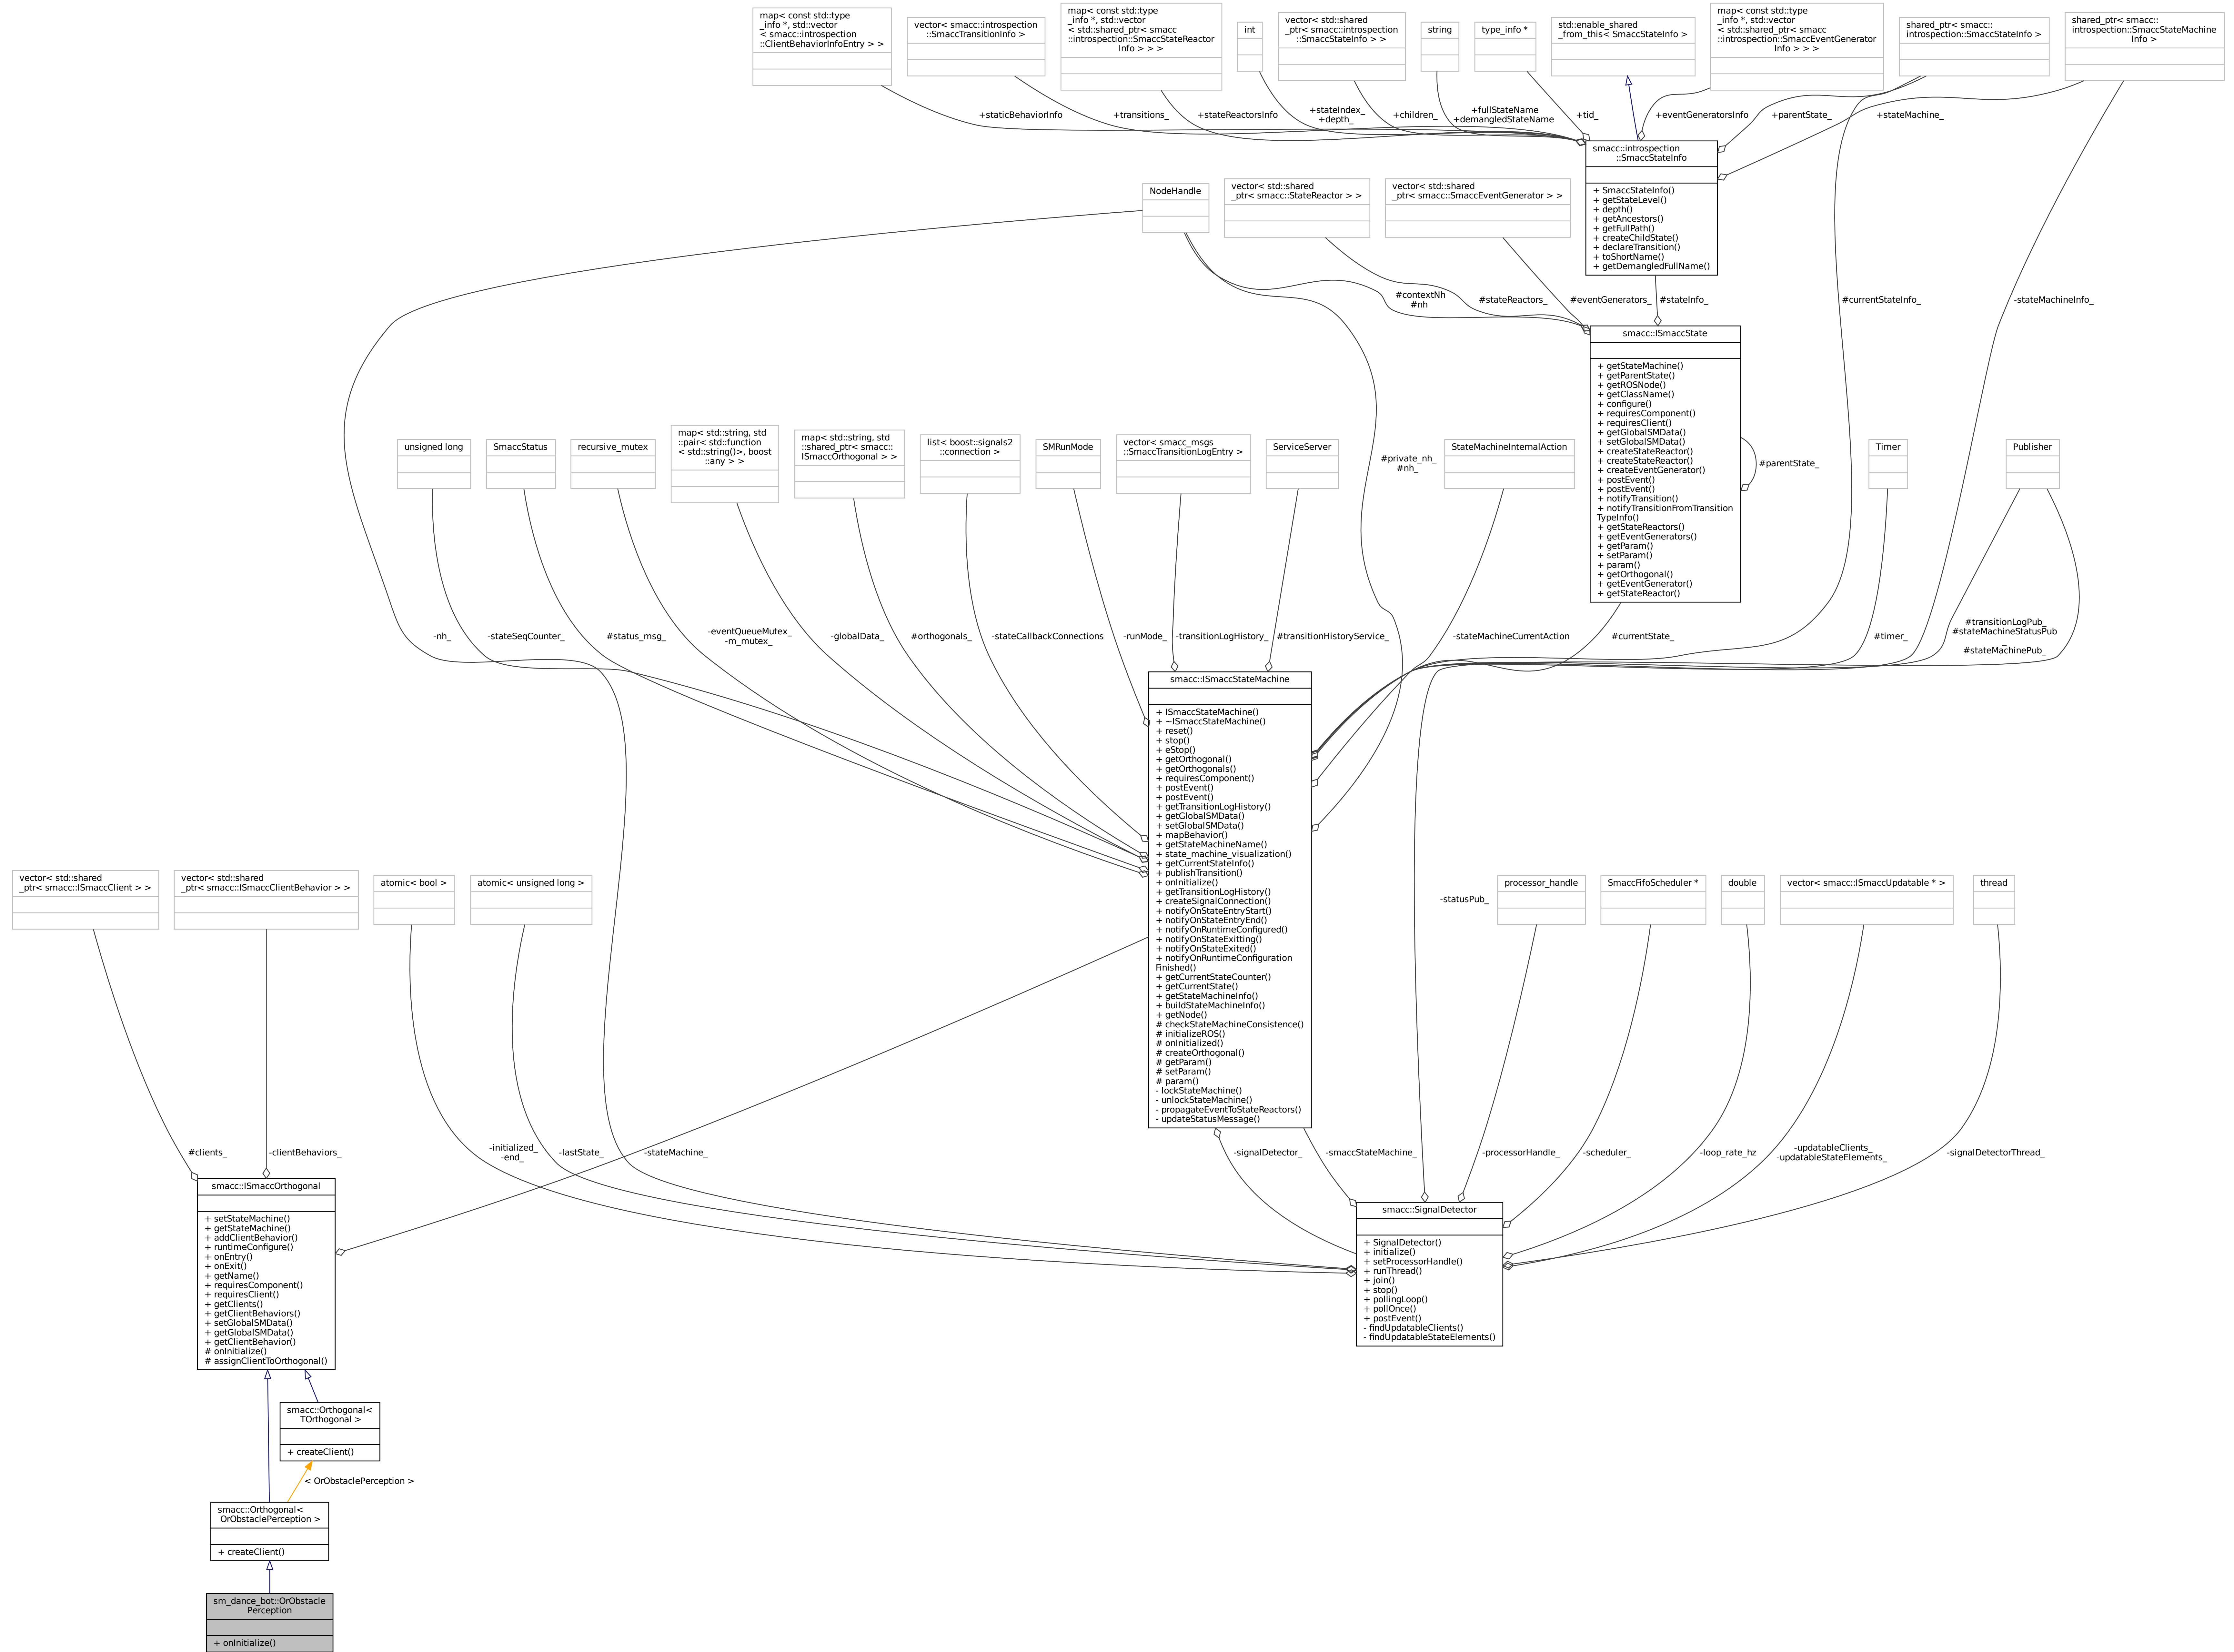 map< const std::type
_info *, std::vector
< smacc::introspection
::ClientBehaviorInfoEntry > >
vector< smacc::introspection
::SmaccTransitionInfo >
map< const std::type
_info *, std::vector
< std::shared_ptr< smacc
::introspection::SmaccStateReactor
Info > > >
int
vector< std::shared
_ptr< smacc::introspection
::SmaccStateInfo > >
string
type_info *
std::enable_shared
_from_this< SmaccStateInfo >
map< const std::type
_info *, std::vector
< std::shared_ptr< smacc
::introspection::SmaccEventGenerator
Info > > >
shared_ptr< smacc::
introspection::SmaccStateInfo >
shared_ptr< smacc::
introspection::SmaccStateMachine
Info >
+staticBehaviorInfo
+transitions_
+stateReactorsInfo
+stateIndex_
+depth_
+children_
+fullStateName
+demangledStateName
+tid_
+eventGeneratorsInfo
+parentState_
+stateMachine_
smacc::introspection
::SmaccStateInfo
+ SmaccStateInfo()
+ getStateLevel()
+ depth()
+ getAncestors()
+ getFullPath()
+ createChildState()
+ declareTransition()
+ toShortName()
+ getDemangledFullName()
NodeHandle
vector< std::shared
_ptr< smacc::StateReactor > >
vector< std::shared
_ptr< smacc::SmaccEventGenerator > >
#contextNh
#nh
#stateReactors_
#eventGenerators_
#stateInfo_
#currentStateInfo_
-stateMachineInfo_
smacc::ISmaccState
+ getStateMachine()
+ getParentState()
+ getROSNode()
+ getClassName()
+ configure()
+ requiresComponent()
+ requiresClient()
+ getGlobalSMData()
+ setGlobalSMData()
+ createStateReactor()
+ createStateReactor()
+ createEventGenerator()
+ postEvent()
+ postEvent()
+ notifyTransition()
+ notifyTransitionFromTransition
TypeInfo()
+ getStateReactors()
+ getEventGenerators()
+ getParam()
+ setParam()
+ param()
+ getOrthogonal()
+ getEventGenerator()
+ getStateReactor()
#parentState_
unsigned long
SmaccStatus
recursive_mutex
map< std::string, std
::pair< std::function
< std::string()>, boost
::any > >
map< std::string, std
::shared_ptr< smacc::
ISmaccOrthogonal > >
list< boost::signals2
::connection >
SMRunMode
vector< smacc_msgs
::SmaccTransitionLogEntry >
ServiceServer
#private_nh_
#nh_
StateMachineInternalAction
Timer
Publisher
-nh_
-stateSeqCounter_
#status_msg_
-eventQueueMutex_
-m_mutex_
-globalData_
#orthogonals_
-stateCallbackConnections
-runMode_
-transitionLogHistory_
#transitionHistoryService_
-stateMachineCurrentAction
#currentState_
#timer_
#transitionLogPub_
#stateMachineStatusPub
_
#stateMachinePub_
smacc::ISmaccStateMachine
+ ISmaccStateMachine()
+ ~ISmaccStateMachine()
+ reset()
+ stop()
+ eStop()
+ getOrthogonal()
+ getOrthogonals()
+ requiresComponent()
+ postEvent()
+ postEvent()
+ getTransitionLogHistory()
+ getGlobalSMData()
+ setGlobalSMData()
+ mapBehavior()
+ getStateMachineName()
+ state_machine_visualization()
+ getCurrentStateInfo()
+ publishTransition()
+ onInitialize()
+ getTransitionLogHistory()
+ createSignalConnection()
+ notifyOnStateEntryStart()
+ notifyOnStateEntryEnd()
+ notifyOnRuntimeConfigured()
+ notifyOnStateExitting()
+ notifyOnStateExited()
+ notifyOnRuntimeConfiguration
Finished()
+ getCurrentStateCounter()
+ getCurrentState()
+ getStateMachineInfo()
+ buildStateMachineInfo()
+ getNode()
# checkStateMachineConsistence()
# initializeROS()
# onInitialized()
# createOrthogonal()
# getParam()
# setParam()
# param()
- lockStateMachine()
- unlockStateMachine()
- propagateEventToStateReactors()
- updateStatusMessage()
vector< std::shared
_ptr< smacc::ISmaccClient > >
vector< std::shared
_ptr< smacc::ISmaccClientBehavior > >
atomic< bool >
atomic< unsigned long >
-statusPub_
processor_handle
SmaccFifoScheduler *
double
vector< smacc::ISmaccUpdatable * >
thread
#clients_
-clientBehaviors_
-initialized_
-end_
-lastState_
-stateMachine_
-signalDetector_
-smaccStateMachine_
-processorHandle_
-scheduler_
-loop_rate_hz
-updatableClients_
-updatableStateElements_
-signalDetectorThread_
smacc::ISmaccOrthogonal
+ setStateMachine()
+ getStateMachine()
+ addClientBehavior()
+ runtimeConfigure()
+ onEntry()
+ onExit()
+ getName()
+ requiresComponent()
+ requiresClient()
+ getClients()
+ getClientBehaviors()
+ setGlobalSMData()
+ getGlobalSMData()
+ getClientBehavior()
# onInitialize()
# assignClientToOrthogonal()
smacc::SignalDetector
+ SignalDetector()
+ initialize()
+ setProcessorHandle()
+ runThread()
+ join()
+ stop()
+ pollingLoop()
+ pollOnce()
+ postEvent()
- findUpdatableClients()
- findUpdatableStateElements()
smacc::Orthogonal<
TOrthogonal >
+ createClient()
< OrObstaclePerception >
smacc::Orthogonal<
OrObstaclePerception >
+ createClient()
sm_dance_bot::OrObstacle
Perception
+ onInitialize()